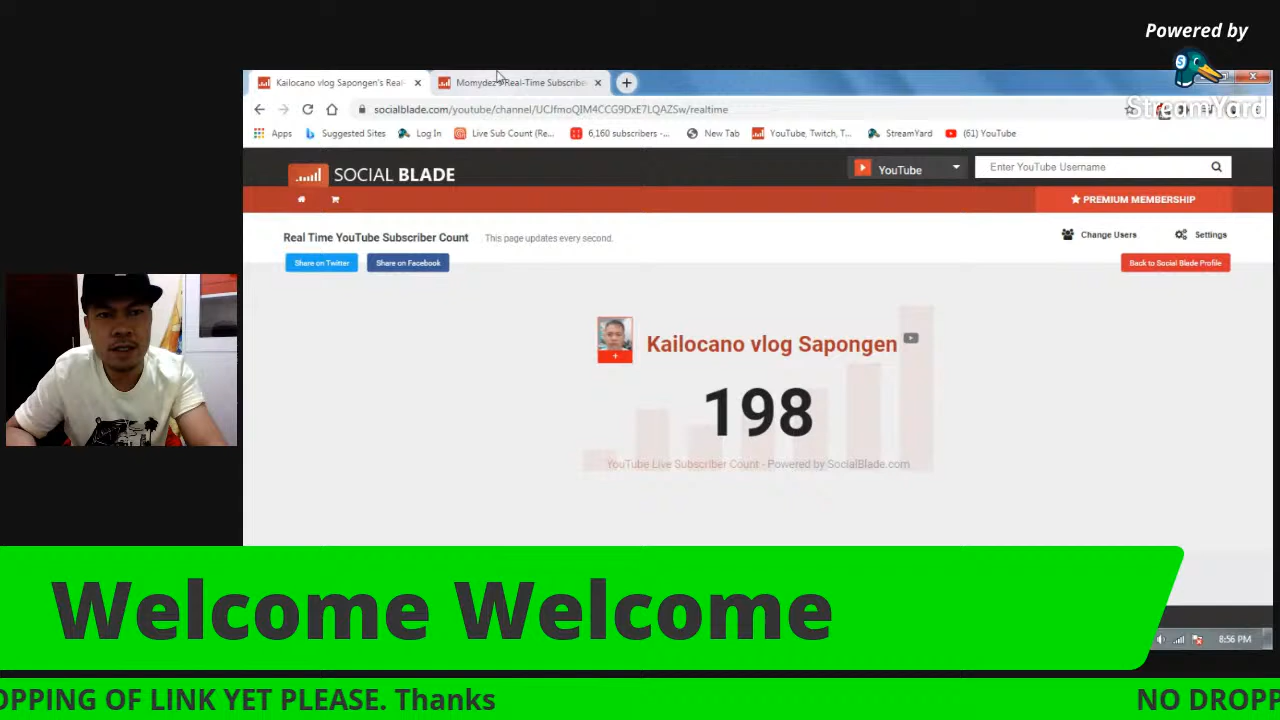 Powered by
StreamYard
Kailocano vlog Sapongen's Real-
Momydez's Real-Time Subscribe
socialblade.com/youtube/channel/UCJfmoQIM4CCG9DxE7LQAZSw/realtime
Apps
Suggested Sites
Log In
Live Sub Count (Re...
6,160 subscribers -...
New Tab
YouTube, Twitch, T...
StreamYard
(61) YouTube
SOCIAL BLADE
YouTube
Enter YouTube Username
PREMIUM MEMBERSHIP
Real Time YouTube Subscriber Count
This page updates every second.
Change Users
Settings
Share on Twitter
Share on Facebook
Back to Social Blade Profile
Kailocano vlog Sapongen
198
YouTube Live Subscriber Count - Powered by SocialBlade.com
Welcome Welcome
8:56 PM
OPPING OF LINK YET PLEASE. Thanks
NO DROPP